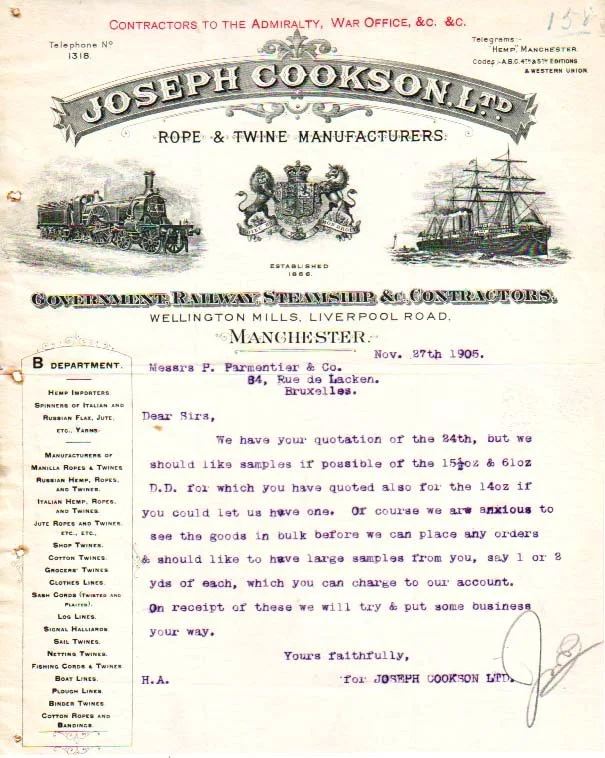 CONTRACTORS TO THE ADMIRALTY, WAR OFFICE, &C. &C.
158
Telephone Nº
1318.
Telegrams:-
"HEMP", MANCHESTER.
Codes:- A.B.C. 4TH & 5TH EDITIONS
& WESTERN UNION.
JOSEPH COOKSON, LTD
ROPE & TWINE MANUFACTURERS.
ESTABLISHED
1866.
GOVERNMENT, RAILWAY, STEAMSHIP, &C, CONTRACTORS.
WELLINGTON MILLS, LIVERPOOL ROAD,
MANCHESTER.
Nov. 27th 1905.
B DEPARTMENT.
HEMP IMPORTERS
SPINNERS OF ITALIAN AND
RUSSIAN FLAX, JUTE,
ETC., YARNS.
MANUFACTURERS OF
MANILLA ROPES & TWINES
RUSSIAN HEMP, ROPES,
AND TWINES.
ITALIAN HEMP, ROPES,
AND TWINES.
JUTE ROPES AND TWINES
ETC., ETC.,
SHOP TWINES.
COTTON TWINES.
GROCERS' TWINES
CLOTHES LINES.
SASH CORDS (TWISTED AND
PLAITED).
LOG LINES.
SIGNAL HALLIARDS.
SAIL TWINES.
NETTING TWINES.
FISHING CORDS & TWINES
BOAT LINES.
PLOUGH LINES.
BINDER TWINES.
COTTON ROPES AND
BANDINGS.
Messrs P. Parmentier & Co.
84, Rue de Lacken.
Bruxelles.
Dear Sirs,
We have your quotation of the 24th, but we
should like samples if possible of the 15½oz & 61oz
D.D. for which you have quoted also for the 14oz if
you could let us have one. Of course we are anxious to
see the goods in bulk before we can place any orders
& should like to have large samples from you, say 1 or 2
yds of each, which you can charge to our account.
On receipt of these we will try & put some business
your way.
Yours faithfully,
H.A. for JOSEPH COOKSON LTD.